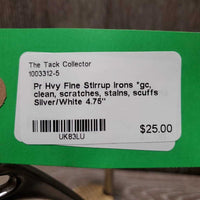 The Tack Collector
1003312-5
Pr Hvy Fine Stirrup Irons *gc,
clean, scratches, stains, scuffs
Silver/White 4.75"
UK83LU
$25.00